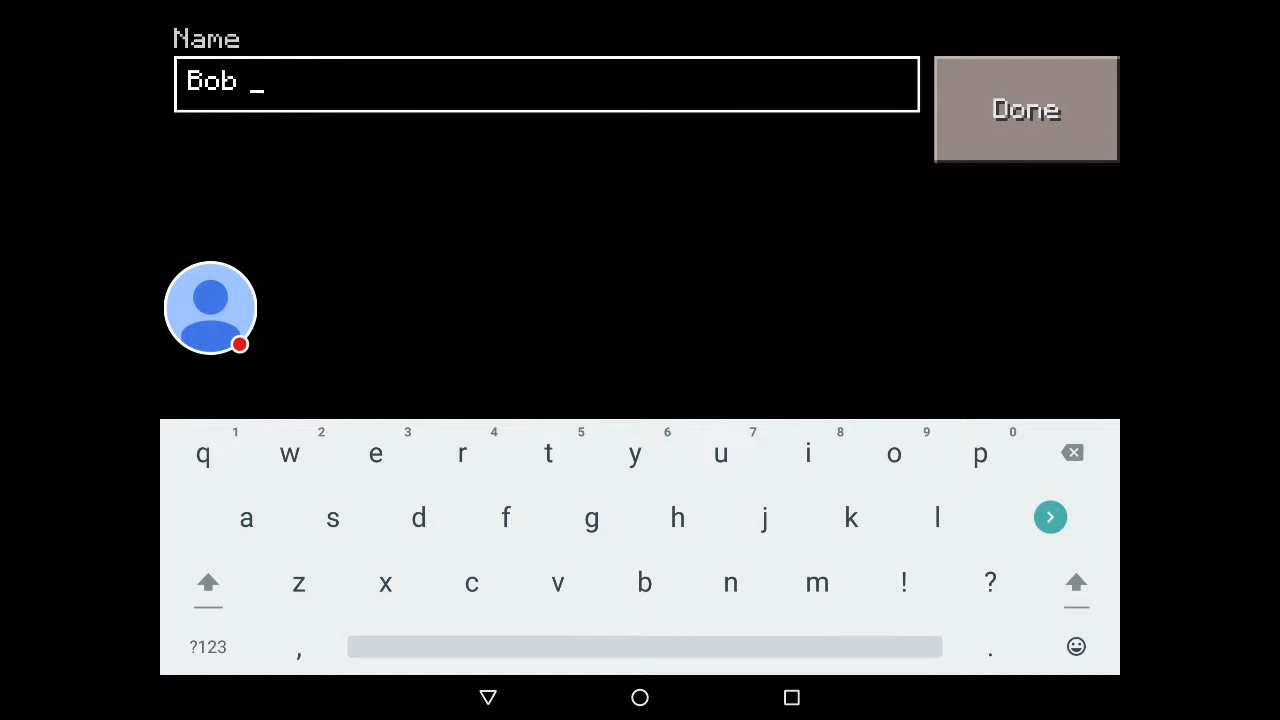 Name
Bob _
Done
1 2 3 4 5 6 7 8 9 0
q w e r t y u i o p
a s d f g h j k l
z x c v b n m ! ?
?123 , .